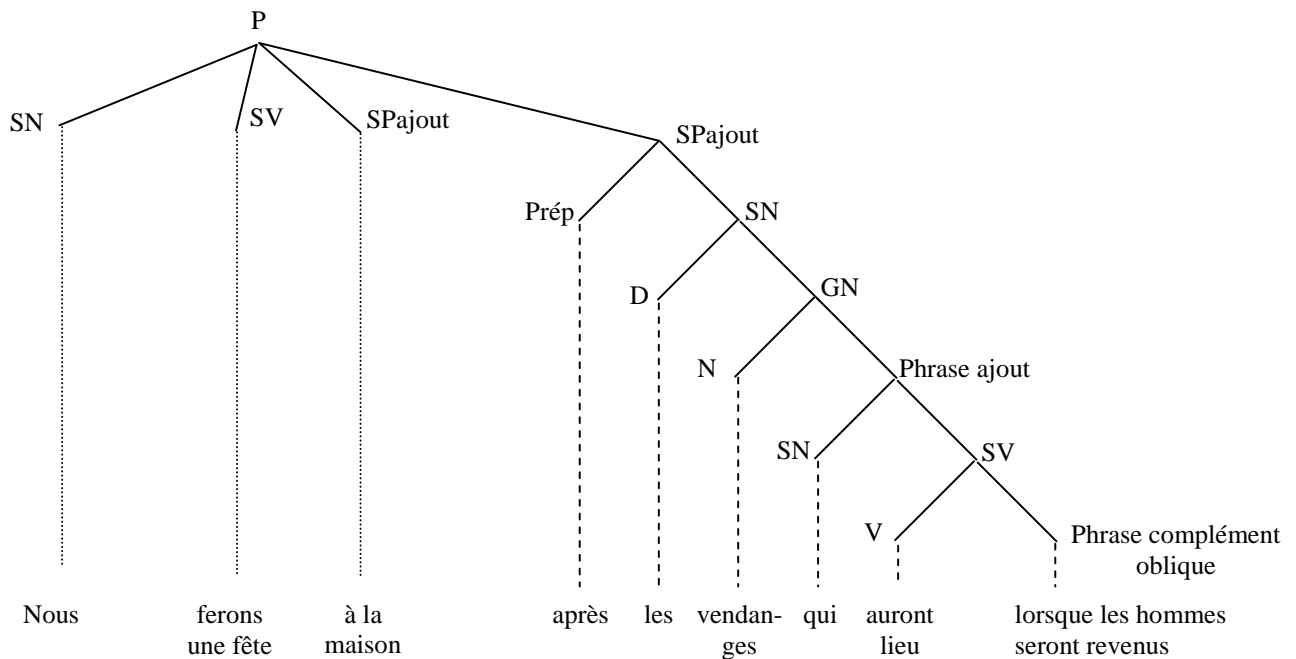 P
SN
SV
SPajout
SPajout
Prép
SN
D
GN
N
Phrase ajout
SN
SV
V
Phrase complément
oblique
Nous ferons à la après les vendan- qui auront lorsque les hommes
une fête maison ges lieu seront revenus